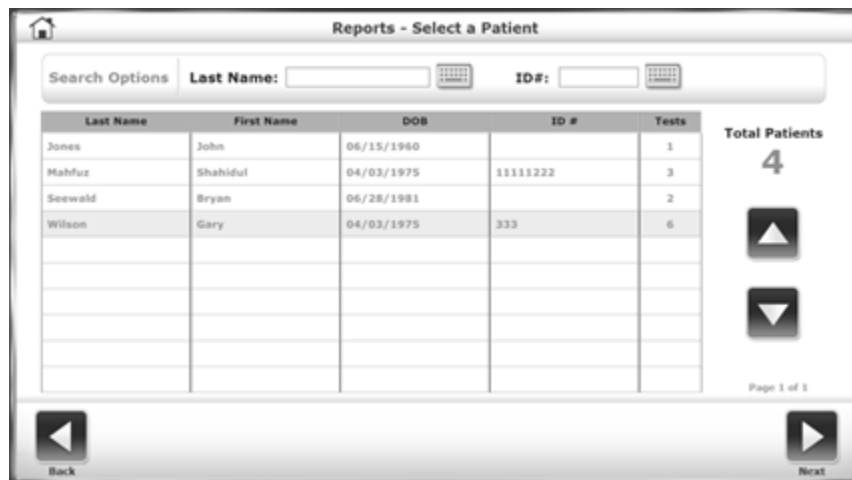 Reports - Select a Patient
Search Options Last Name: ID#:
Last Name First Name DOB ID # Tests
Jones John 06/15/1960 1
Mahfuz Shahidul 04/03/1975 11111222 3
Seewald Bryan 06/28/1981 2
Wilson Gary 04/03/1975 333 6
Total Patients
4
Page 1 of 1
Back Next